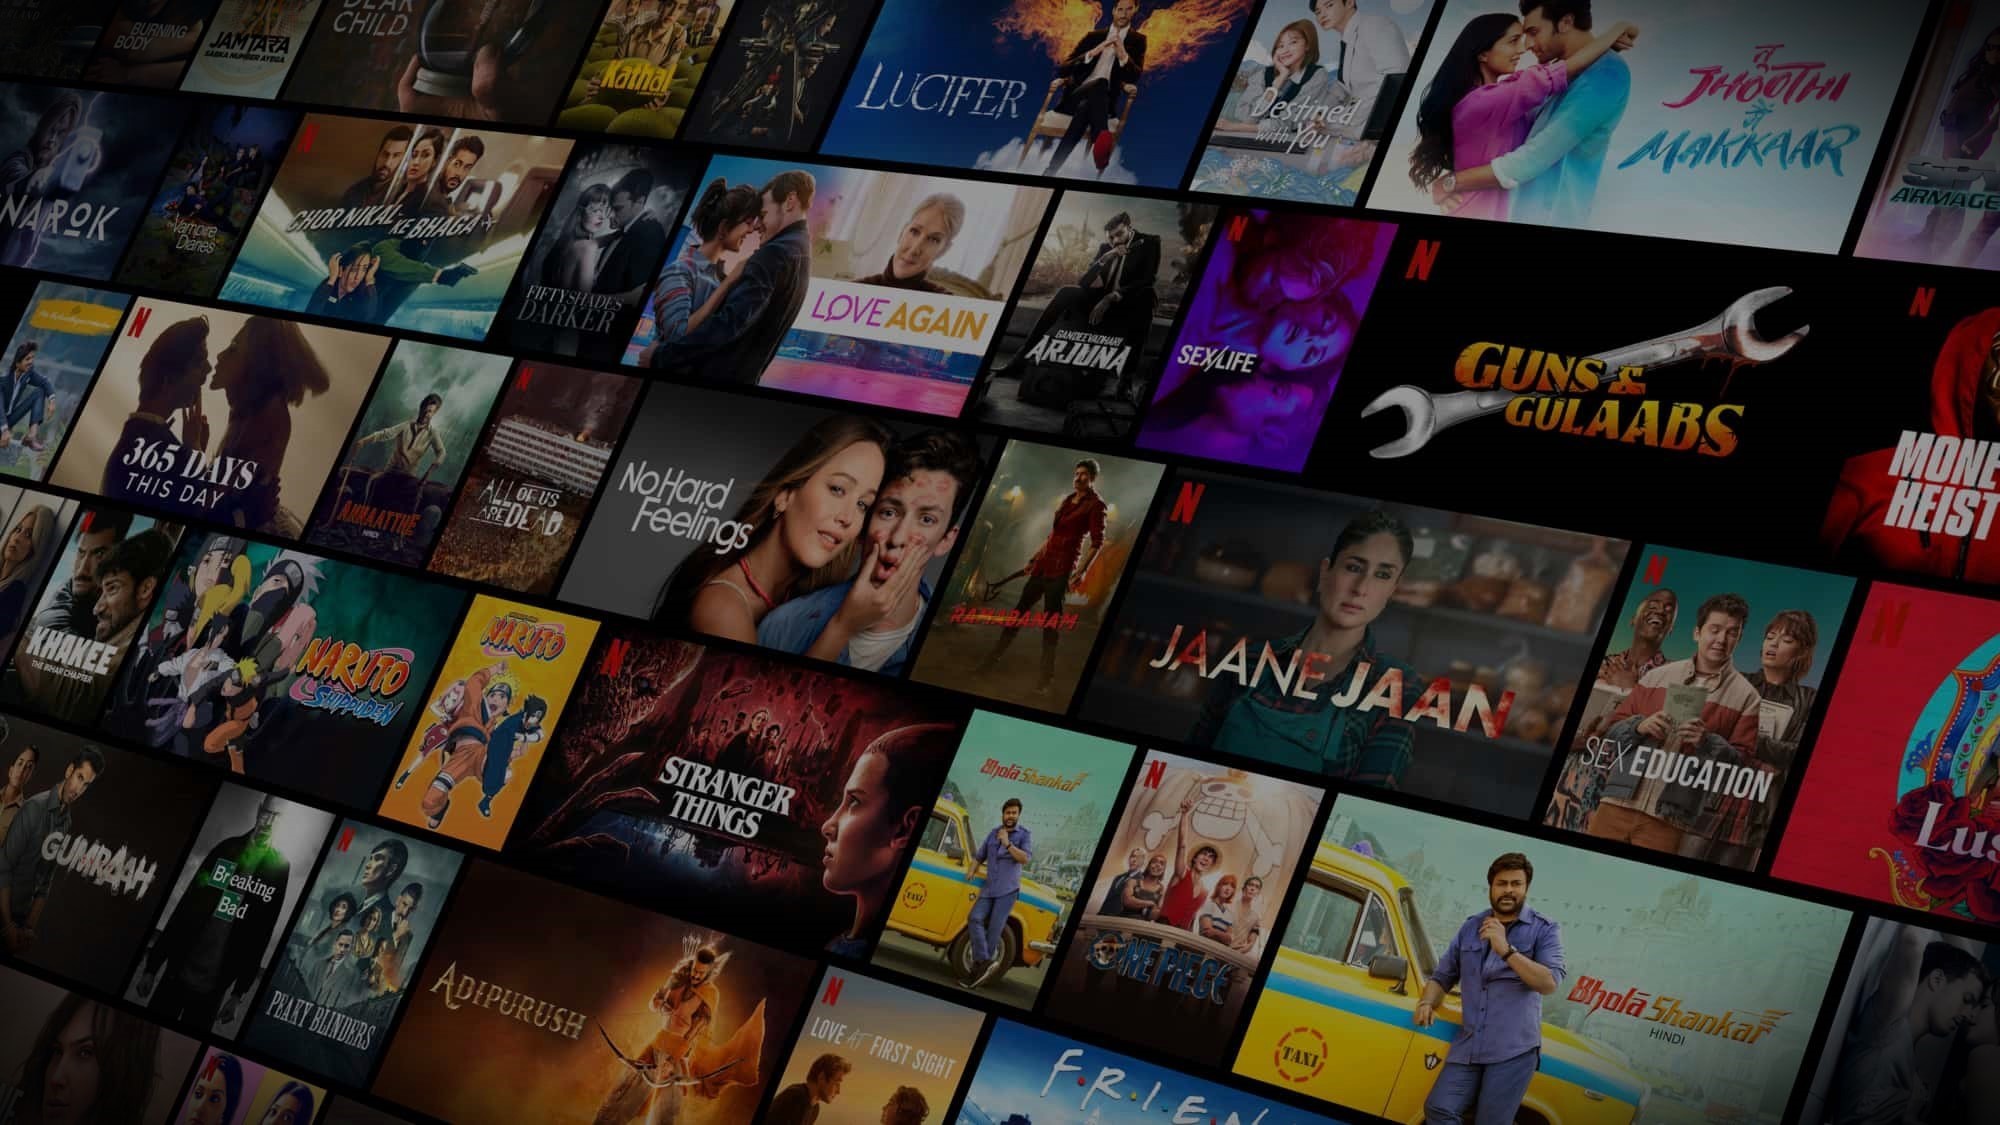 BURNING
BODY
JAMTARA
SABKA NUMBER AYEGA
DEAR
CHILD
Kathal
LUCIFER
Destined
with You
तू
JHOOTHI
मैं
MAKKAAR
ARMAGE
NAROK
Vampire
Diaries
N
CHOR NIKAL KE BHAGA
FIFTY SHADES
DARKER
LOVE AGAIN
GANDEEVADHARI
ARJUNA
N
SEX/LIFE
N
GUNS &
GULAABS
N
MONE
HEIST
N
365 DAYS
THIS DAY
ANNAATTHE
HINDI
N
ALL OF US
ARE DEAD
No Hard
Feelings
RAMABANAM
N
JAANE JAAN
N
SEX EDUCATION
N
Lus
N
KHAKEE
THE BIHAR CHAPTER
NARUTO
SHIPPUDEN
NARUTO
N
STRANGER
THINGS
Bhola Shankar
TAXI
N
ONE PIECE
Bhola Shankar
HINDI
TAXI
GUMRAAH
Breaking
Bad
N
PEAKY BLINDERS
ADIPURUSH
N
LOVE AT FIRST SIGHT
F.R.I.E.N
N